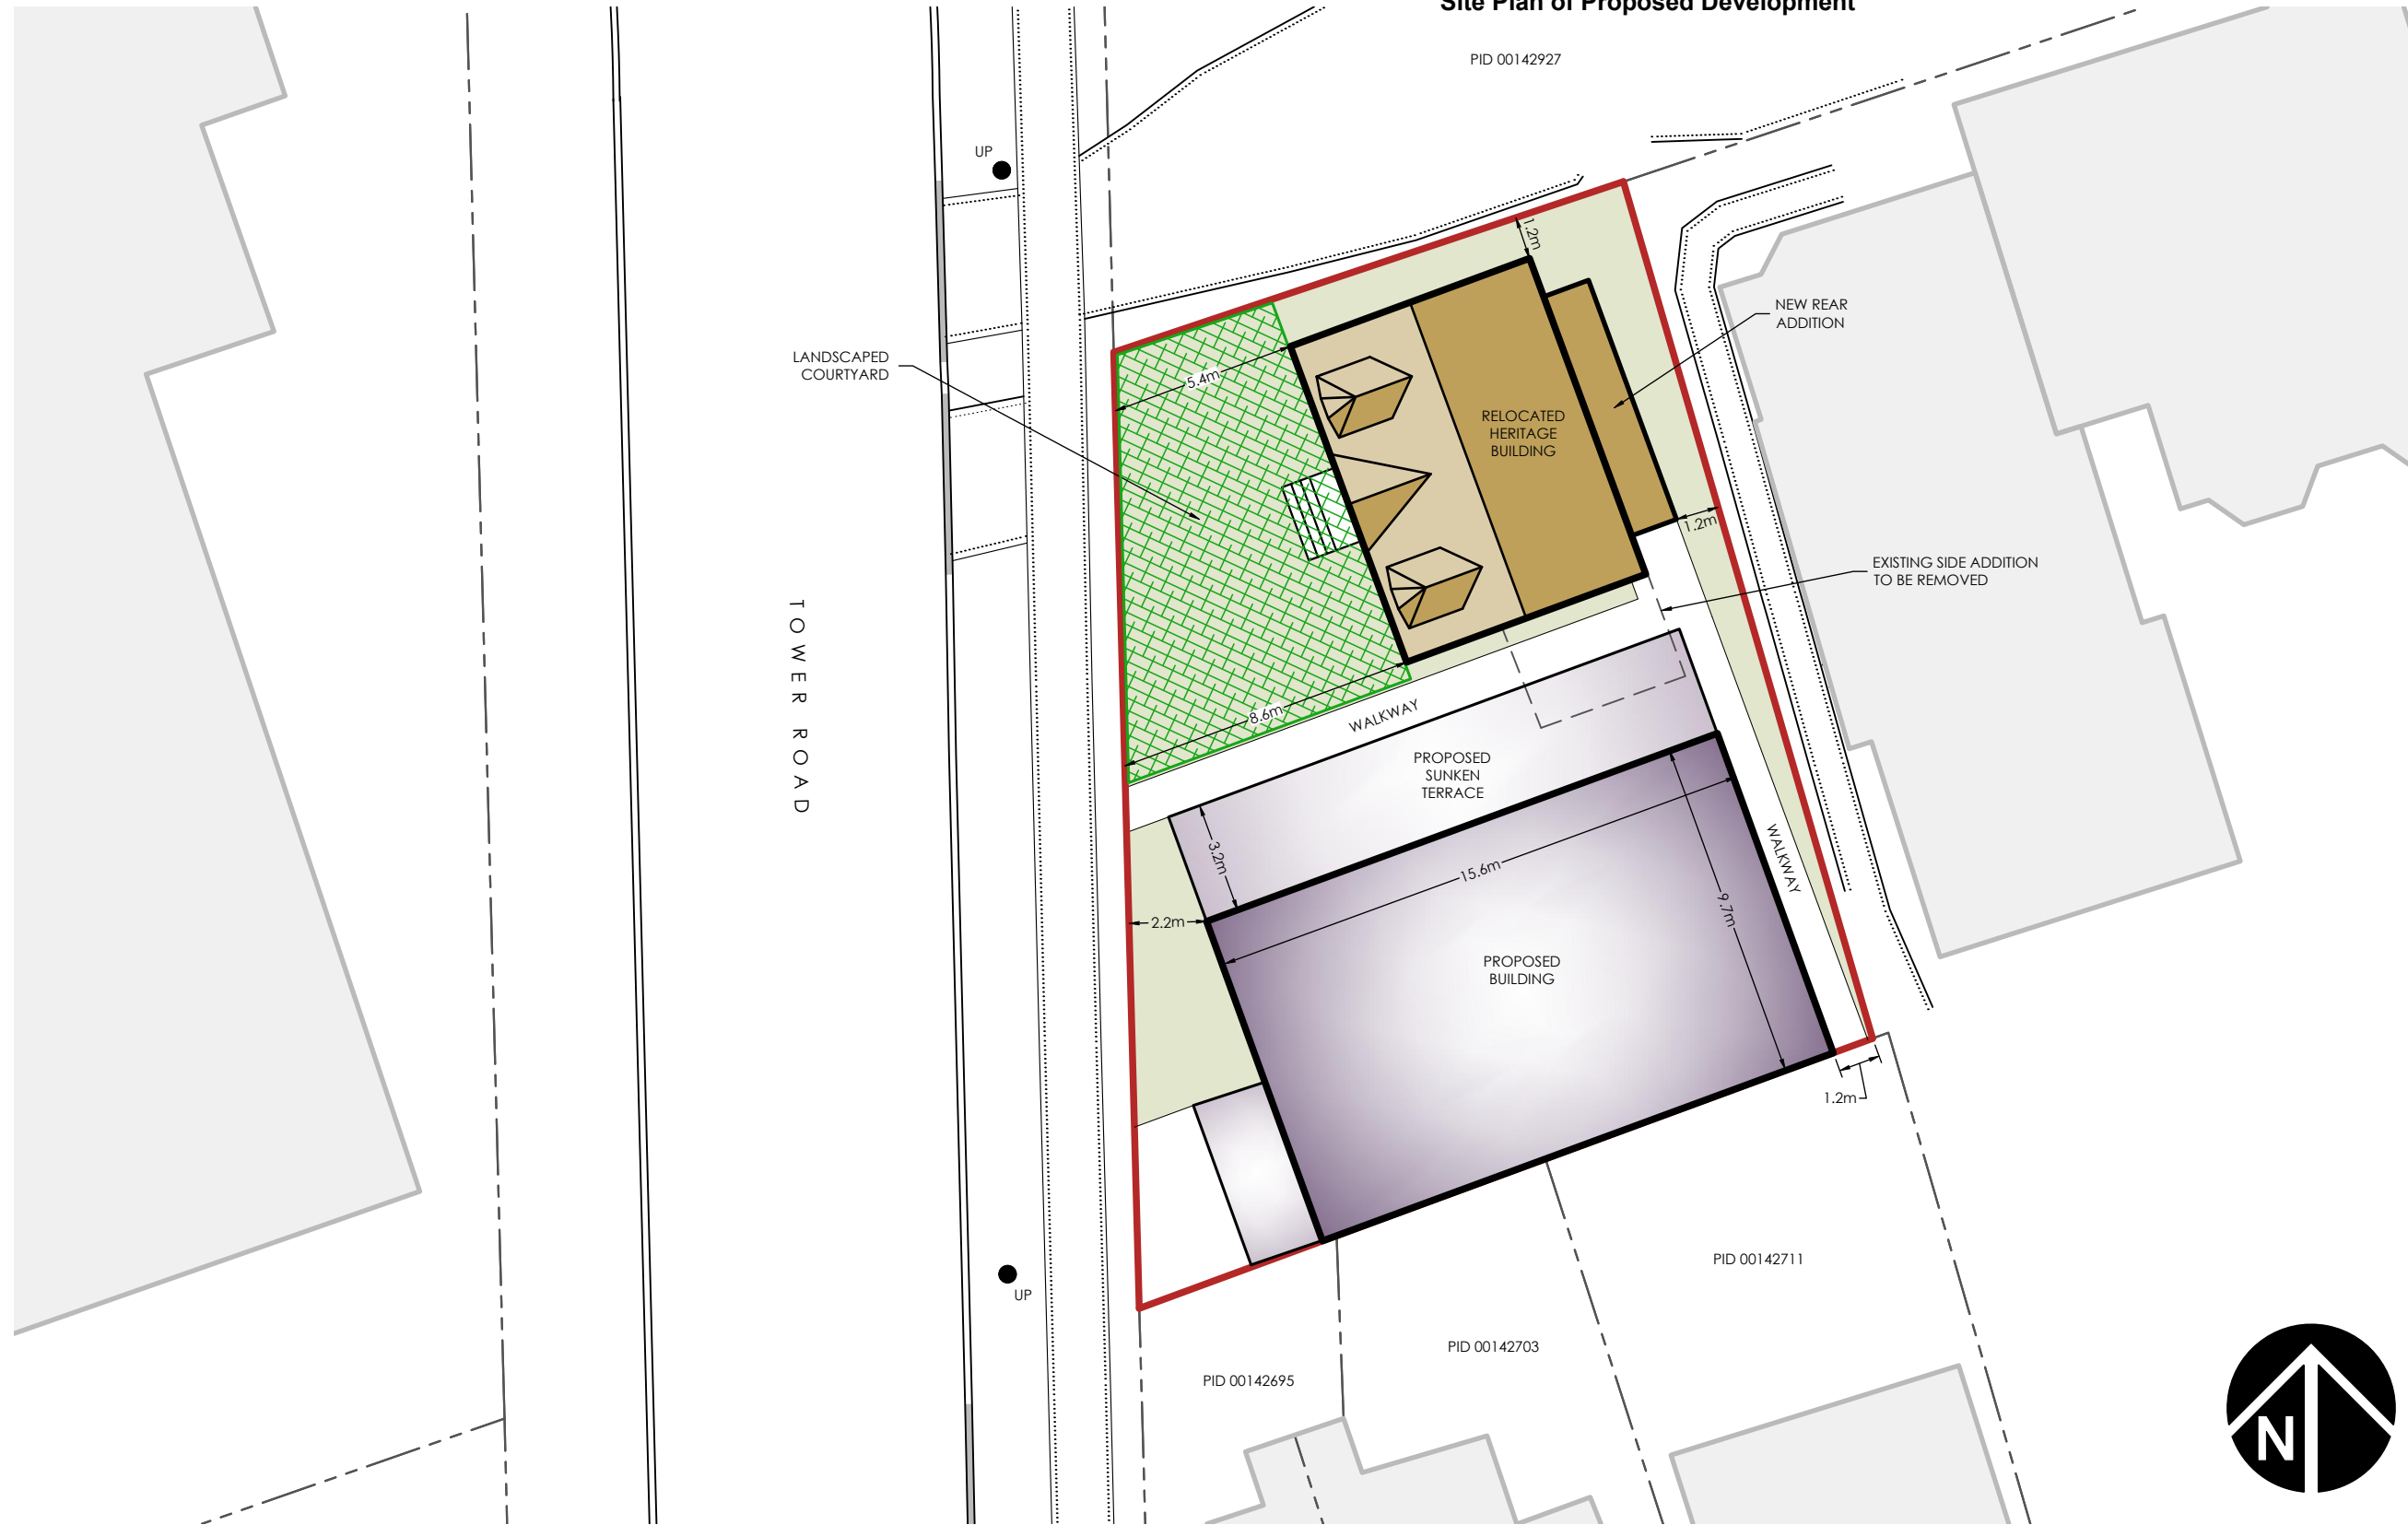 Site Plan of Proposed Development
PID 00142927
UP
1.2m
NEW REAR
ADDITION
LANDSCAPED
COURTYARD
5.4m
RELOCATED
HERITAGE
BUILDING
1.2m
EXISTING SIDE ADDITION
TO BE REMOVED
TOWER ROAD
8.6m
WALKWAY
PROPOSED
SUNKEN
TERRACE
3.2m
15.6m
WALKWAY
9.7m
2.2m
PROPOSED
BUILDING
1.2m
PID 00142711
UP
PID 00142703
PID 00142695
N